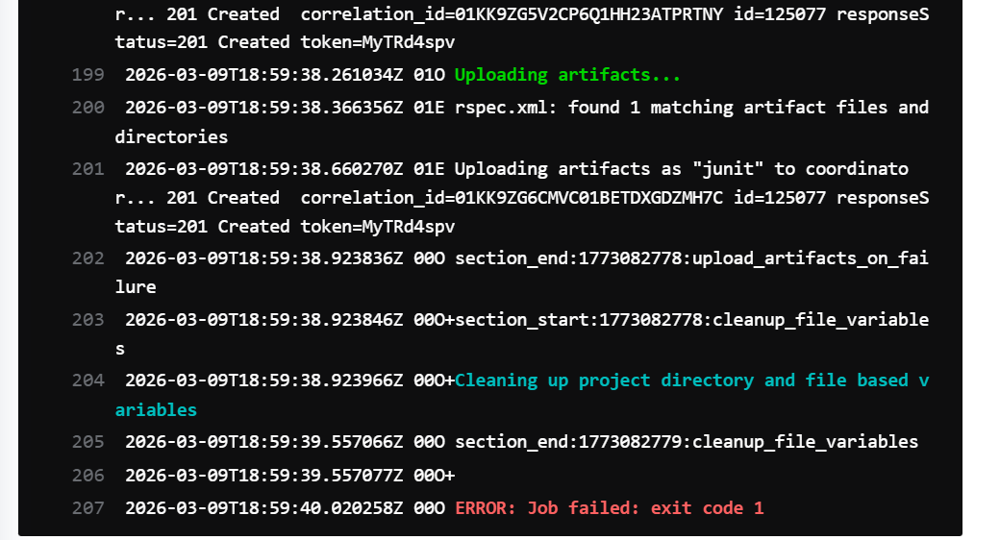 r... 201 Created  correlation_id=01KK9ZG5V2CP6Q1HH23ATPRTNY id=125077 responseS
tatus=201 Created token=MyTRd4spv
199 2026-03-09T18:59:38.261034Z 01O Uploading artifacts...
200 2026-03-09T18:59:38.366356Z 01E rspec.xml: found 1 matching artifact files and
directories
201 2026-03-09T18:59:38.660270Z 01E Uploading artifacts as "junit" to coordinato
r... 201 Created  correlation_id=01KK9ZG6CMVC01BETDXGDZMH7C id=125077 responseS
tatus=201 Created token=MyTRd4spv
202 2026-03-09T18:59:38.923836Z 00O section_end:1773082778:upload_artifacts_on_fai
lure
203 2026-03-09T18:59:38.923846Z 00O+section_start:1773082778:cleanup_file_variable
s
204 2026-03-09T18:59:38.923966Z 00O+Cleaning up project directory and file based v
ariables
205 2026-03-09T18:59:39.557066Z 00O section_end:1773082779:cleanup_file_variables
206 2026-03-09T18:59:39.557077Z 00O+
207 2026-03-09T18:59:40.020258Z 00O ERROR: Job failed: exit code 1